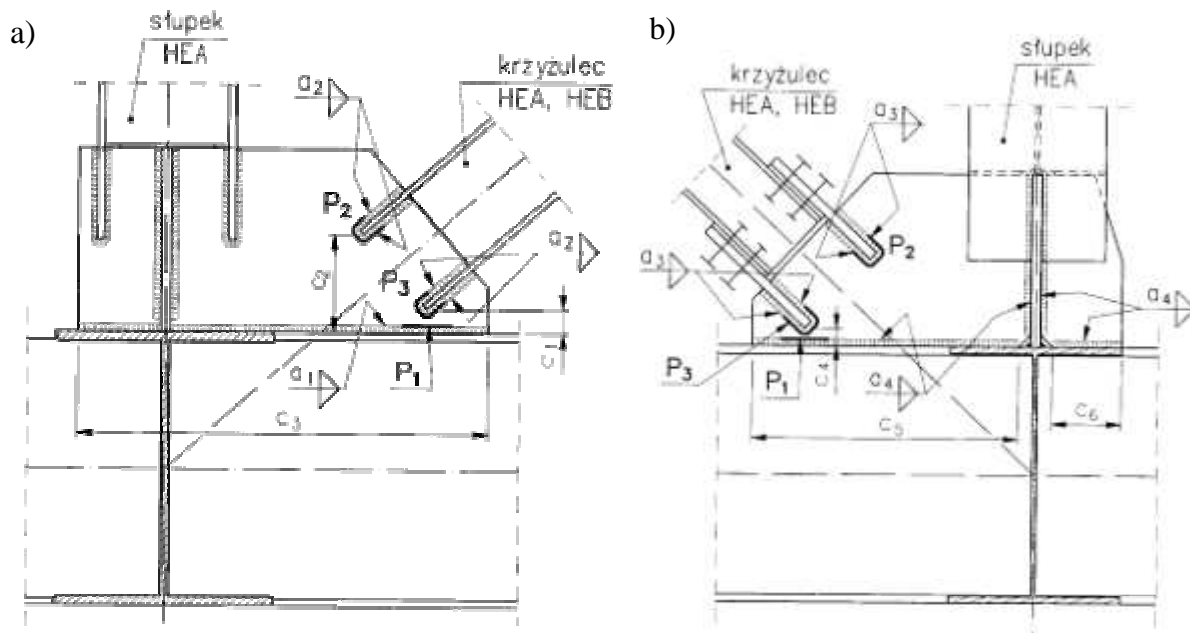 a)
słupek
HEA
krzyżulec
HEA, HEB
a₂
P₂
a₂
c₂
P₃
c₁
a₁
P₁
c₃
b)
słupek
HEA
krzyżulec
HEA, HEB
a₃
a₃
P₂
a₄
P₃
P₁
c₄
a₄
c₅
c₆